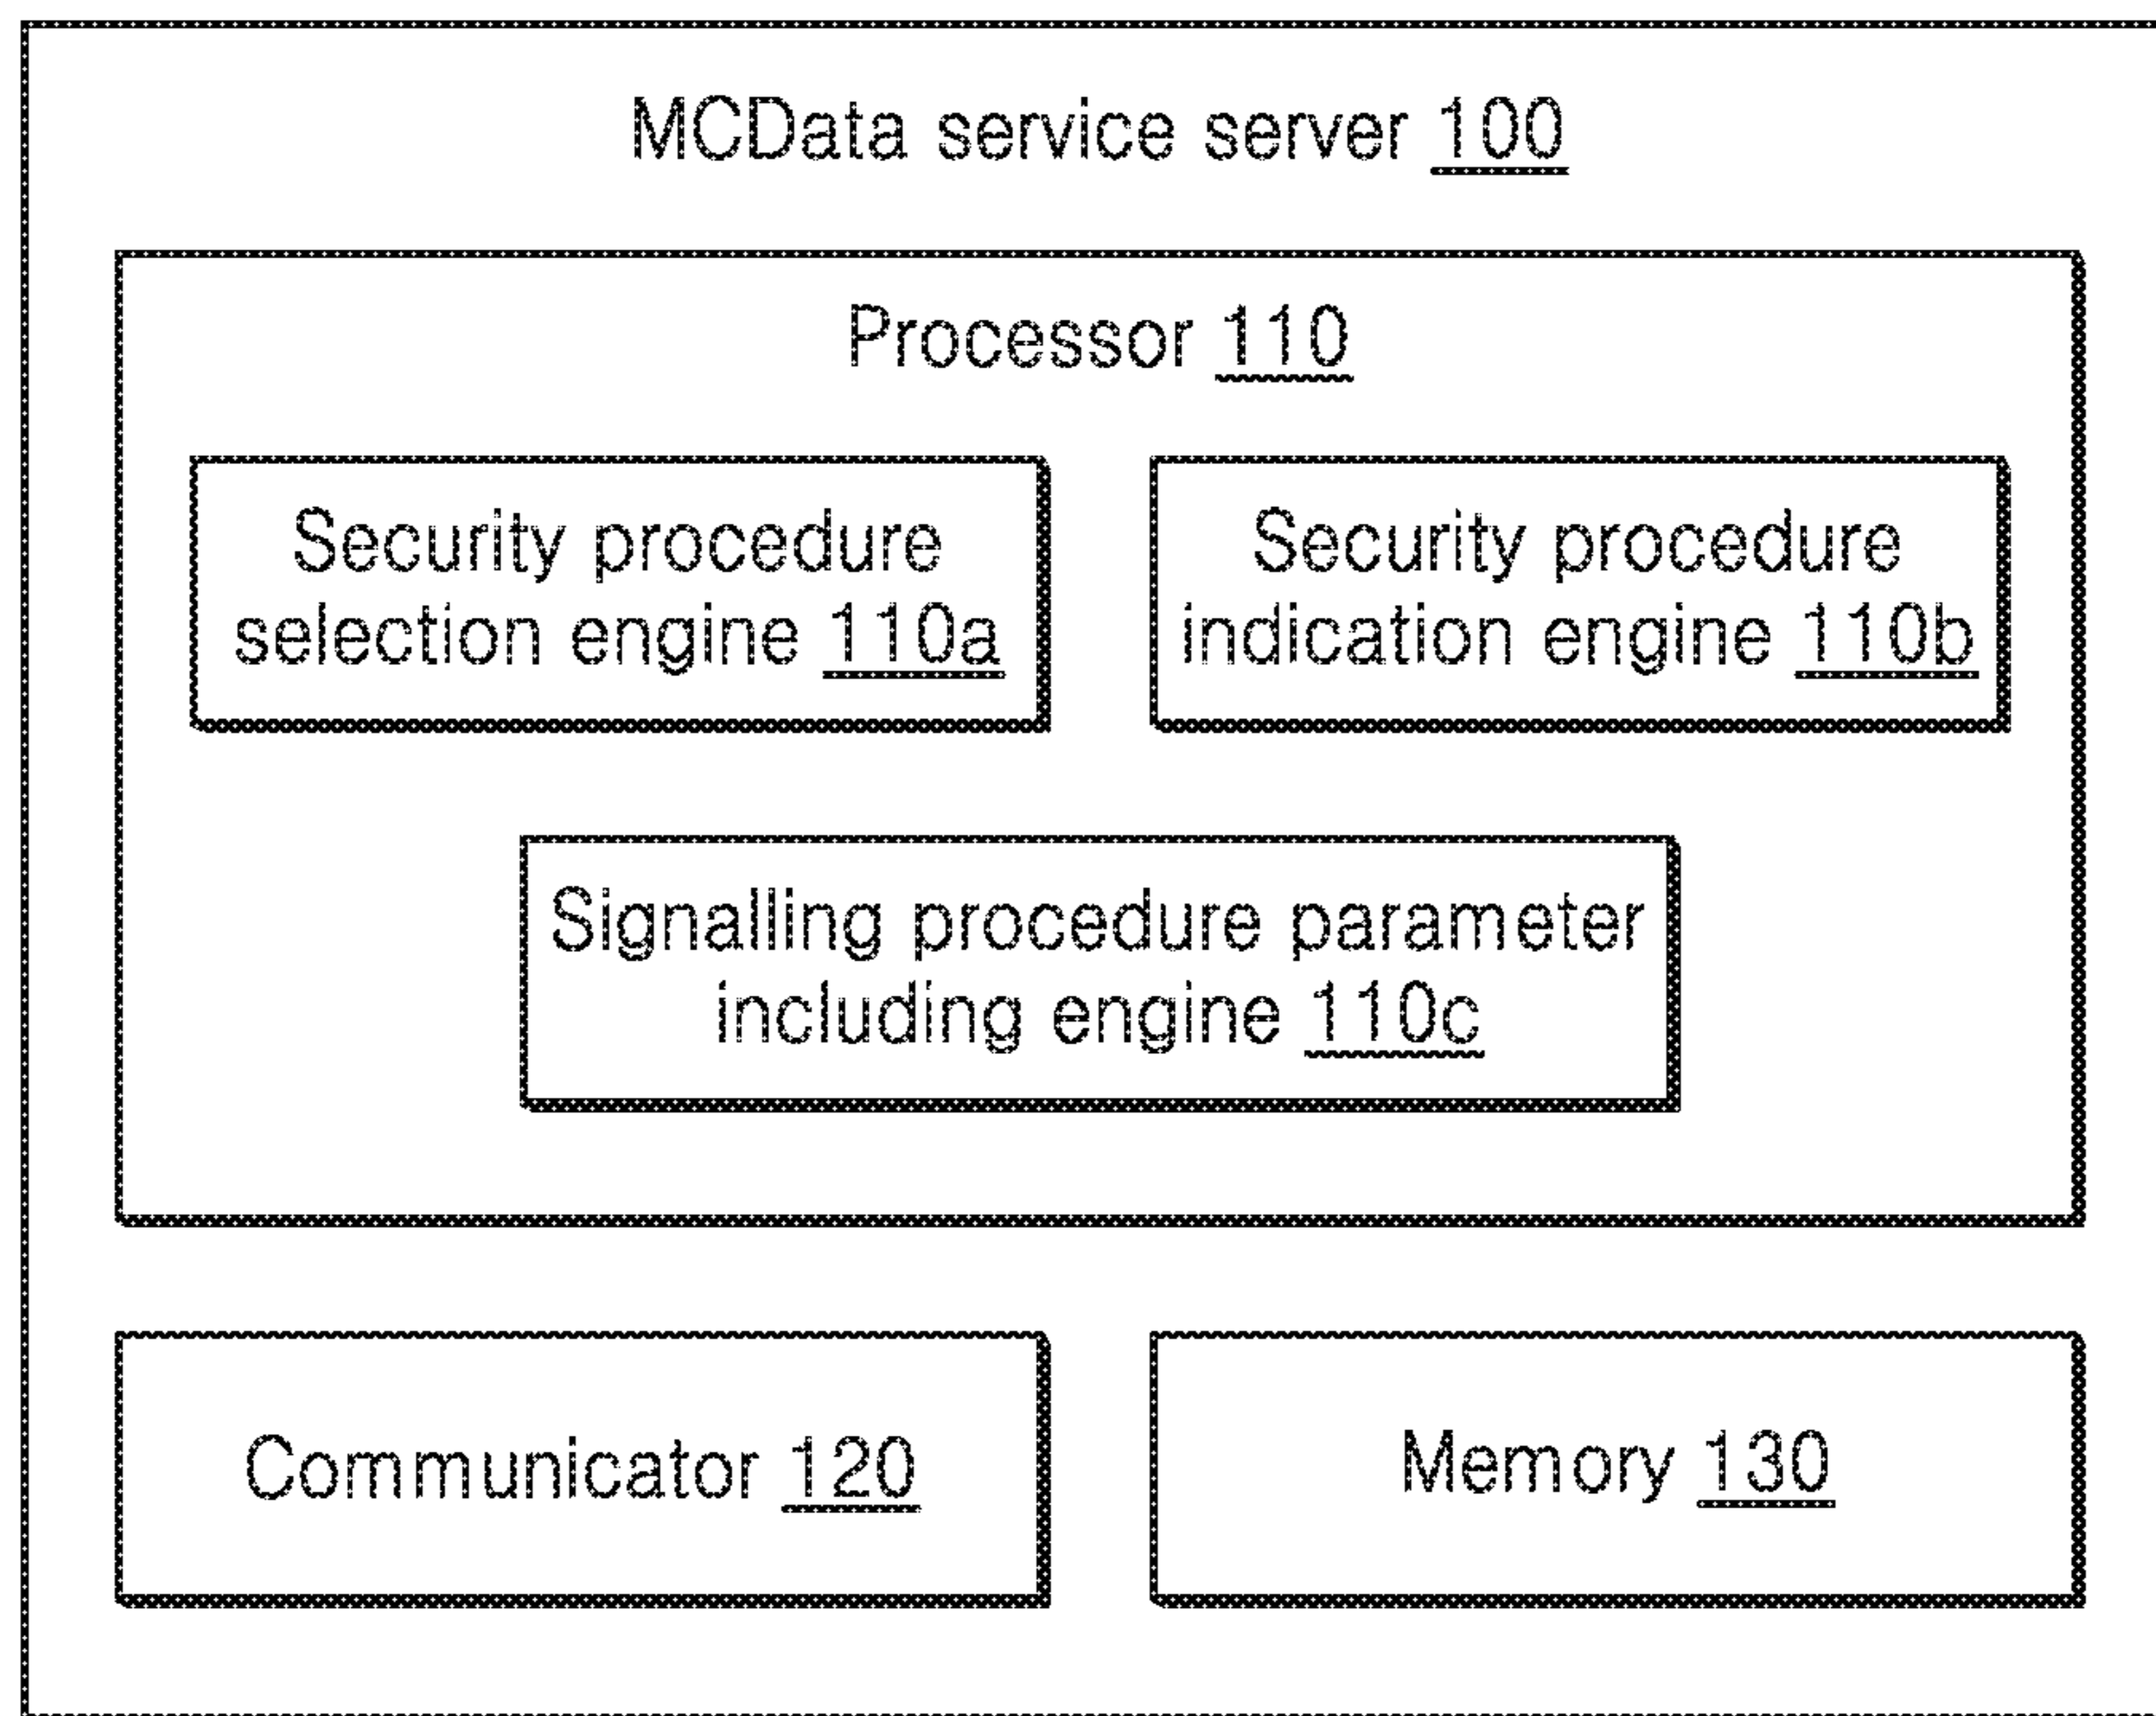 MCData service server 100
Processor 110
Security procedure
selection engine 110a
Security procedure
indication engine 110b
Signalling procedure parameter
including engine 110c
Communicator 120
Memory 130